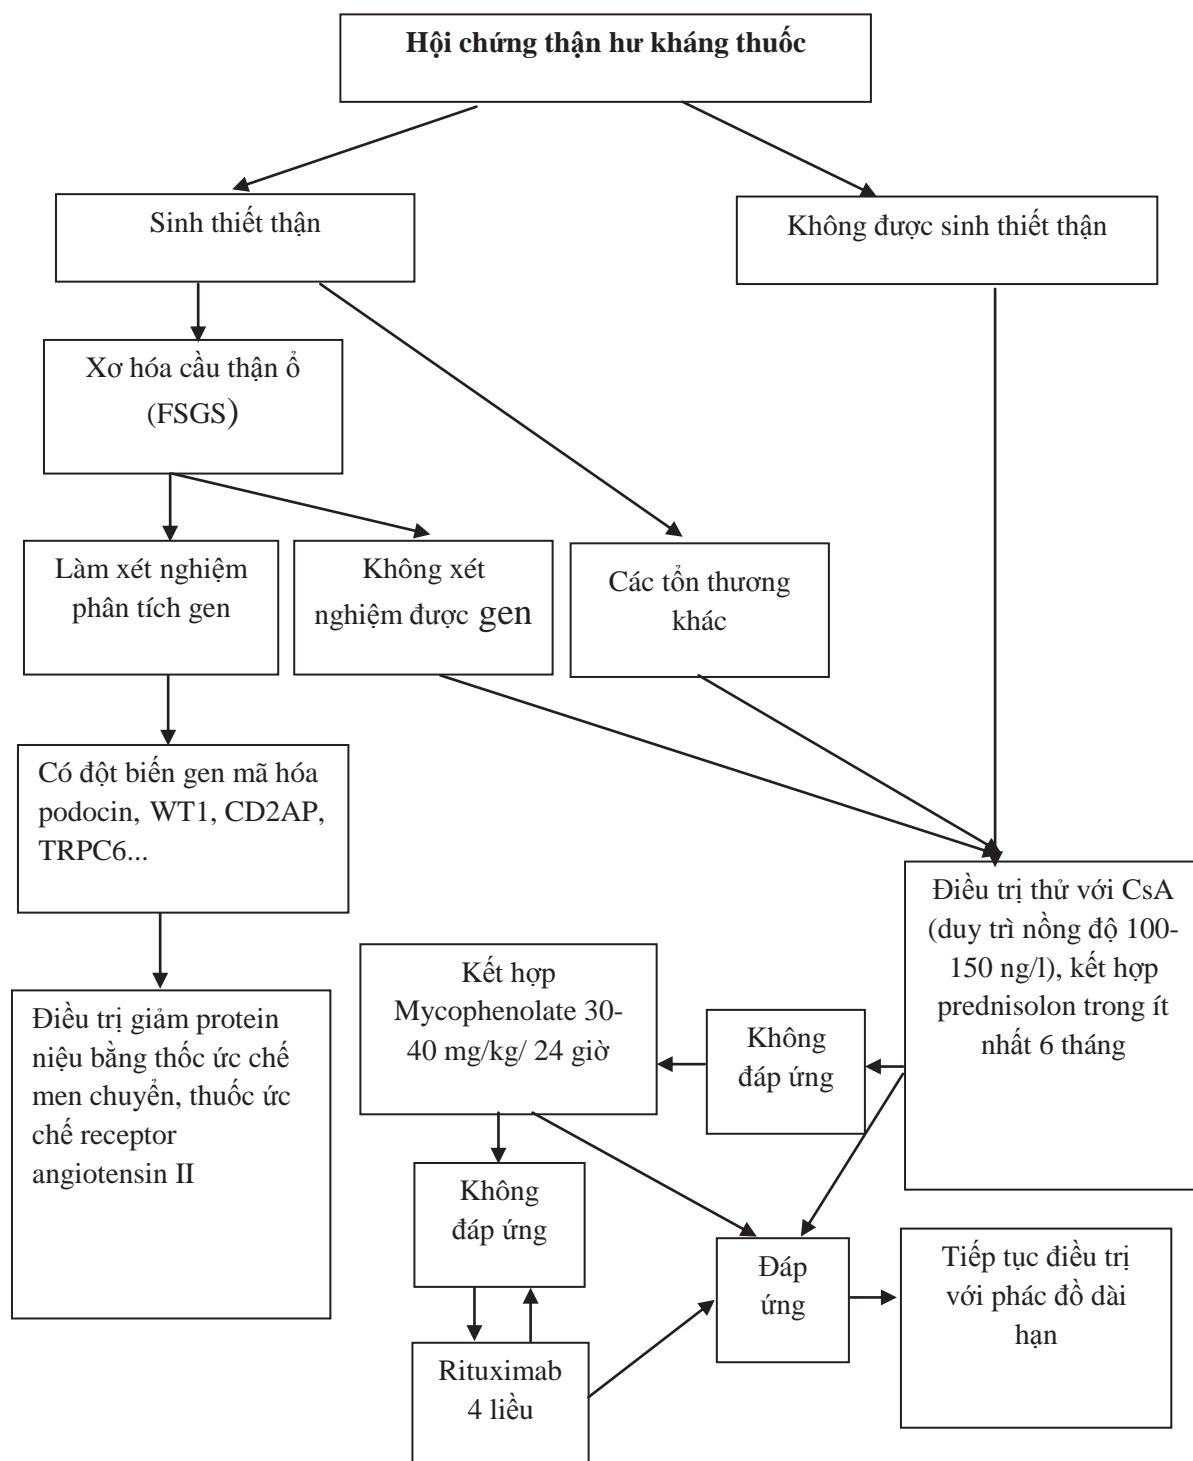 Hội chứng thận hư kháng thuốc
Sinh thiết thận
Không được sinh thiết thận
Xơ hóa cầu thận ổ
(FSGS)
Làm xét nghiệm
phân tích gen
Không xét
nghiệm được gen
Các tổn thương
khác
Có đột biến gen mã hóa
podocin, WT1, CD2AP,
TRPC6...
Điều trị thử với CsA
(duy trì nồng độ 100-
150 ng/l), kết hợp
prednisolon trong ít
nhất 6 tháng
Kết hợp
Mycophenolate 30-
40 mg/kg/ 24 giờ
Không
đáp ứng
Điều trị giảm protein
niệu bằng thốc ức chế
men chuyển, thuốc ức
chế receptor
angiotensin II
Không
đáp ứng
Đáp
ứng
Tiếp tục điều trị
với phác đồ dài
hạn
Rituximab
4 liều